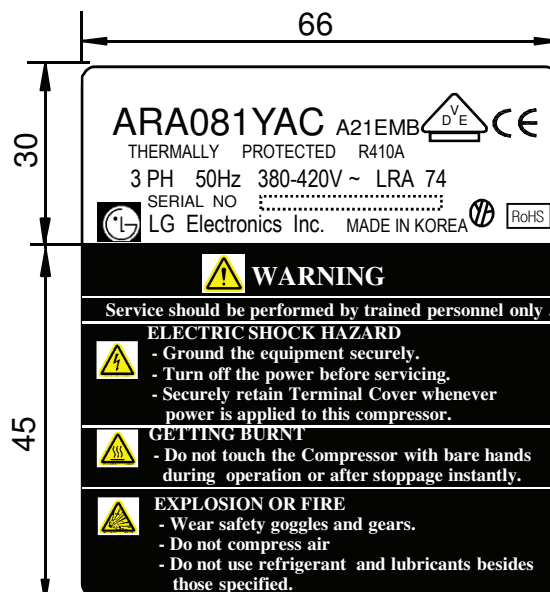 66
30
ARA081YAC A21EMB
DVE CE
THERMALLY PROTECTED R410A
3 PH 50Hz 380-420V ~ LRA 74
SERIAL NO
LG Electronics Inc. MADE IN KOREA
RoHS
45
WARNING
Service should be performed by trained personnel only .
ELECTRIC SHOCK HAZARD
- Ground the equipment securely.
- Turn off the power before servicing.
- Securely retain Terminal Cover whenever
power is applied to this compressor.
GETTING BURNT
- Do not touch the Compressor with bare hands
during operation or after stoppage instantly.
EXPLOSION OR FIRE
- Wear safety goggles and gears.
- Do not compress air
- Do not use refrigerant and lubricants besides
those specified.